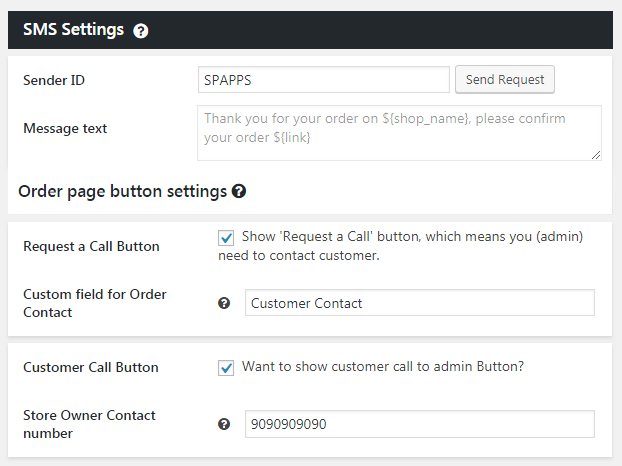 SMS Settings ?
Sender ID SPAPPS Send Request
Message text Thank you for your order on ${shop_name}, please confirm
your order ${link}
Order page button settings ?
Request a Call Button Show 'Request a Call' button, which means you (admin)
need to contact customer.
Custom field for Order
Contact ? Customer Contact
Customer Call Button Want to show customer call to admin Button?
Store Owner Contact
number ? 9090909090